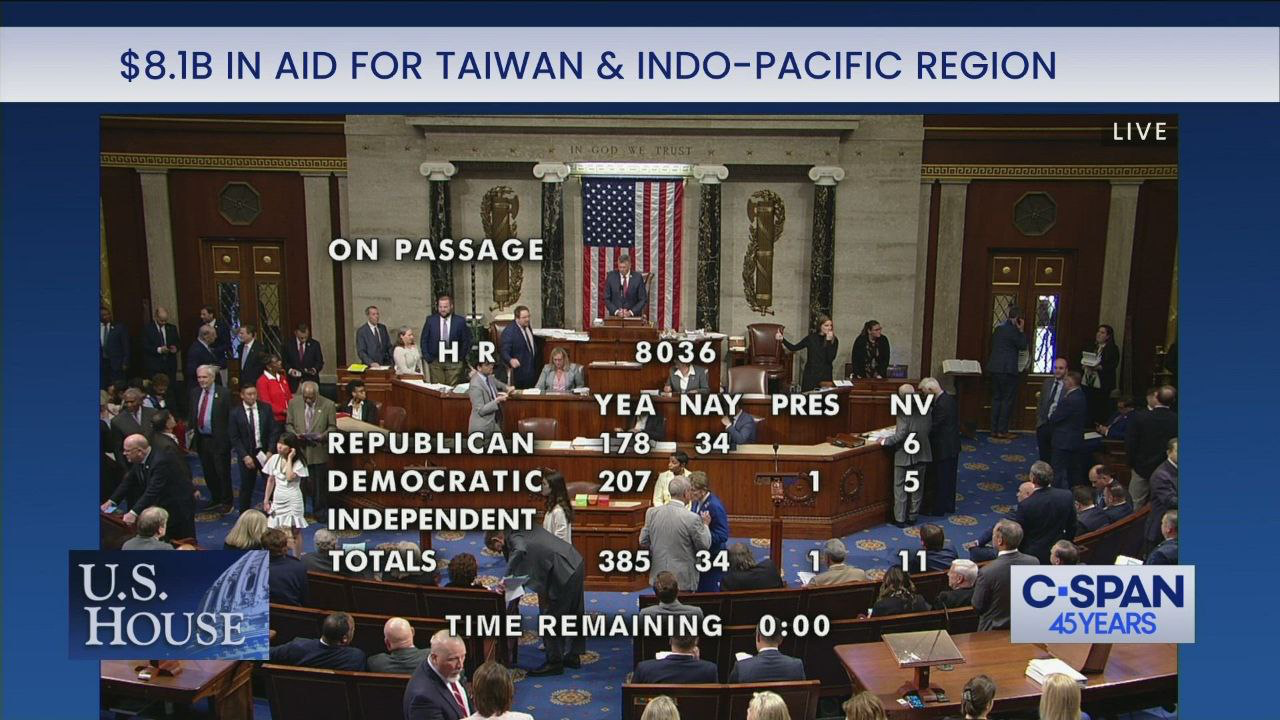 $8.1B IN AID FOR TAIWAN & INDO-PACIFIC REGION
LIVE
IN GOD WE TRUST
ON PASSAGE
H R 8036
YEA NAY PRES NV
REPUBLICAN 178 34 6
DEMOCRATIC 207 1 5
INDEPENDENT
TOTALS 385 34 1 11
TIME REMAINING 0:00
U.S.
HOUSE
C-SPAN
45 YEARS